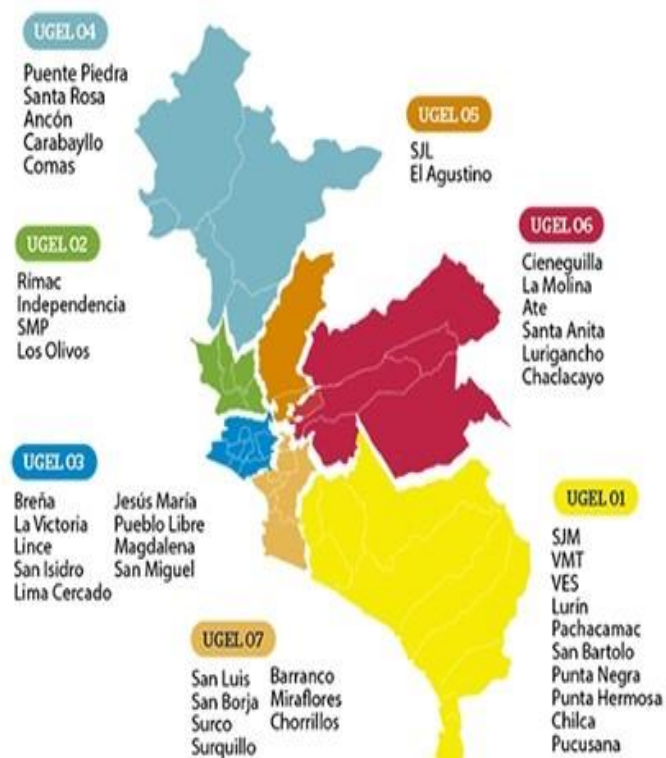 UGEL 04
Puente Piedra
Santa Rosa
Ancón
Carabayllo
Comas
UGEL 05
SJL
El Agustino
UGEL 02
Rímac
Independencia
SMP
Los Olivos
UGEL 06
Cieneguilla
La Molina
Ate
Santa Anita
Lurigancho
Chaclacayo
UGEL 03
Breña
La Victoria
Lince
San Isidro
Lima Cercado
Jesús María
Pueblo Libre
Magdalena
San Miguel
UGEL 01
SJM
VMT
VES
Lurín
Pachacamac
San Bartolo
Punta Negra
Punta Hermosa
Chilca
Pucusana
UGEL 07
San Luis
San Borja
Surco
Surquillo
Barranco
Miraflores
Chorrillos